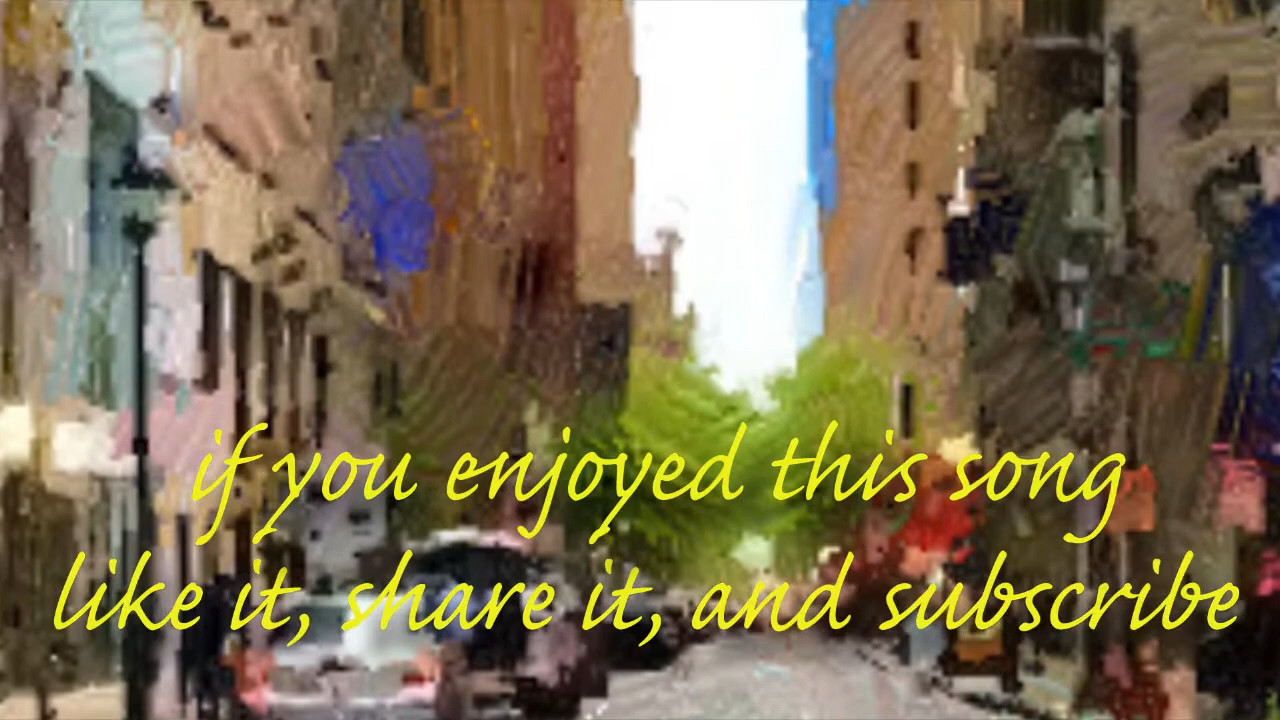 if you enjoyed this song
like it, share it, and subscribe